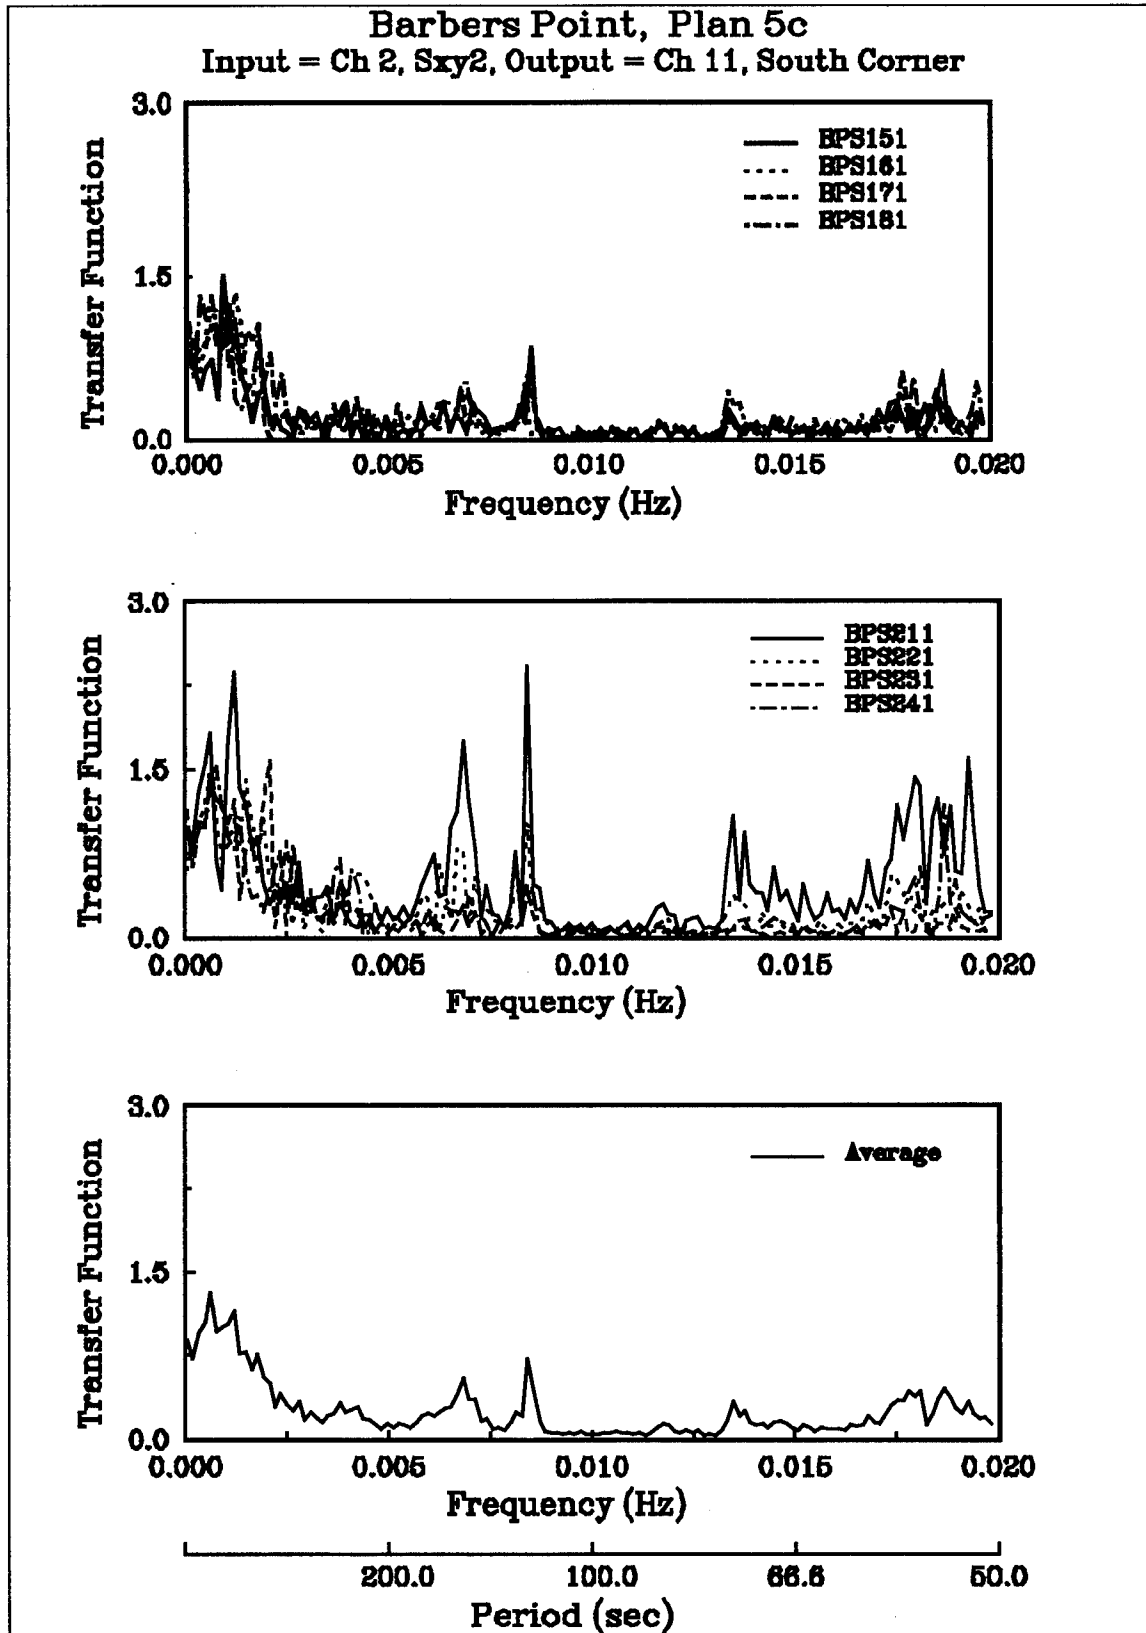 Barbers Point, Plan 5c
Input = Ch 2, Sxy2, Output = Ch 11, South Corner
3.0
1.5
0.0
Transfer Function
BPS151
BPS161
BPS171
BPS181
0.000 0.005 0.010 0.015 0.020
Frequency (Hz)
3.0
1.5
0.0
Transfer Function
BPS211
BPS221
BPS231
BPS241
0.000 0.005 0.010 0.015 0.020
Frequency (Hz)
3.0
1.5
0.0
Transfer Function
Average
0.000 0.005 0.010 0.015 0.020
Frequency (Hz)
200.0 100.0 66.6 50.0
Period (sec)